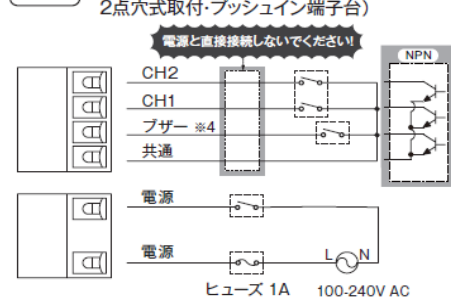 2点穴式取付・プッシュイン端子台）
電源と直接接続しないでください！
NPN
CH2
CH1
ブザー ※4
共通
電源
電源
L N
ヒューズ 1A 100-240V AC